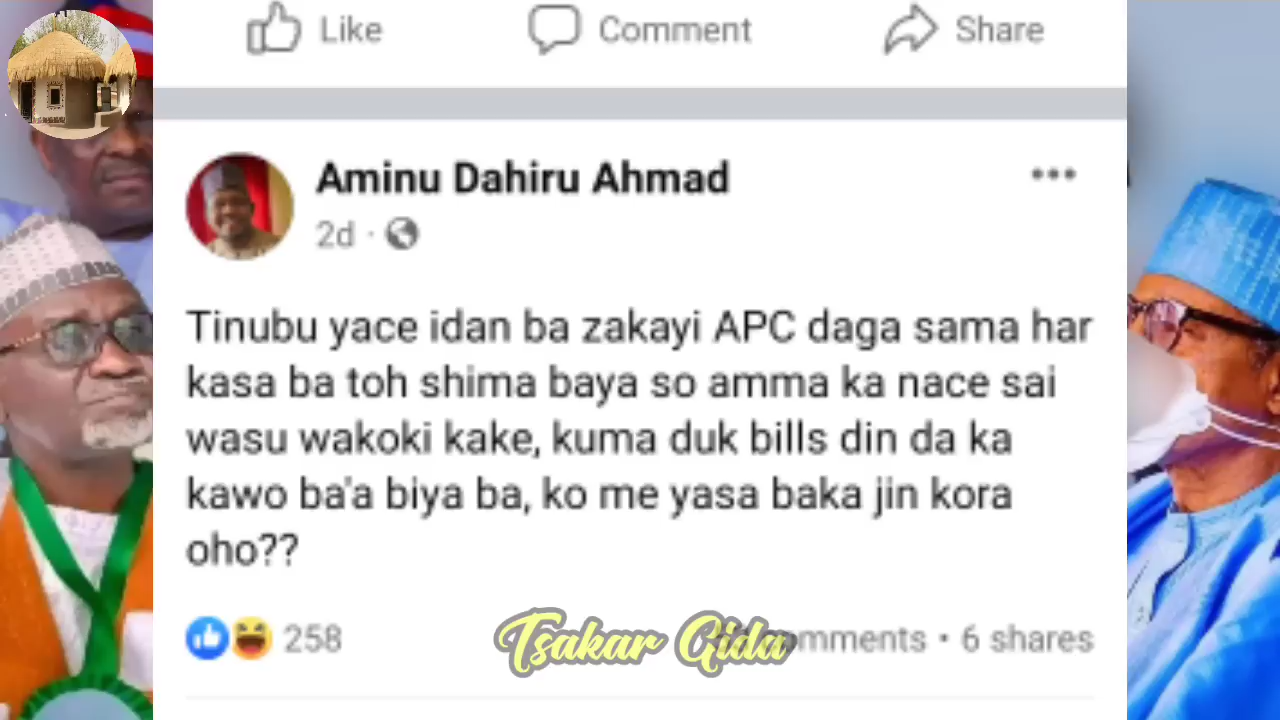 Like Comment Share
Aminu Dahiru Ahmad
2d
Tinubu yace idan ba zakayi APC daga sama har
kasa ba toh shima baya so amma ka nace sai
wasu wakoki kake, kuma duk bills din da ka
kawo ba'a biya ba, ko me yasa baka jin kora
oho??
258 Tsakar Gida • 6 shares